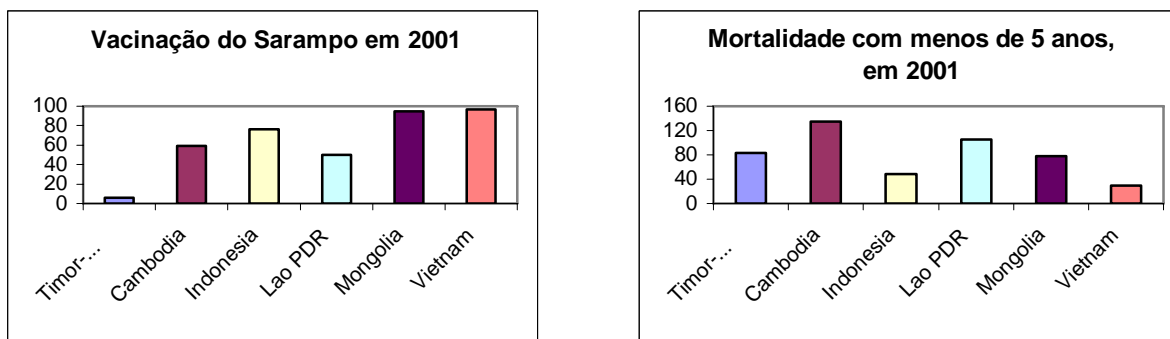 Vacinação do Sarampo em 2001
100
80
60
40
20
0
Timor-...
Cambodia
Indonesia
Lao PDR
Mongolia
Vietnam
Mortalidade com menos de 5 anos,
em 2001
160
120
80
40
0
Timor-...
Cambodia
Indonesia
Lao PDR
Mongolia
Vietnam